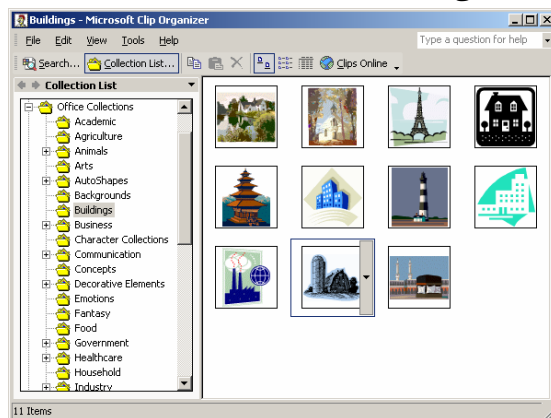 Buildings - Microsoft Clip Organizer
File Edit View Tools Help
Type a question for help
Search... Collection List... Clips Online
Collection List
Office Collections
Academic
Agriculture
Animals
Arts
AutoShapes
Backgrounds
Buildings
Business
Character Collections
Communication
Concepts
Decorative Elements
Emotions
Fantasy
Food
Government
Healthcare
Household
Industry
11 Items